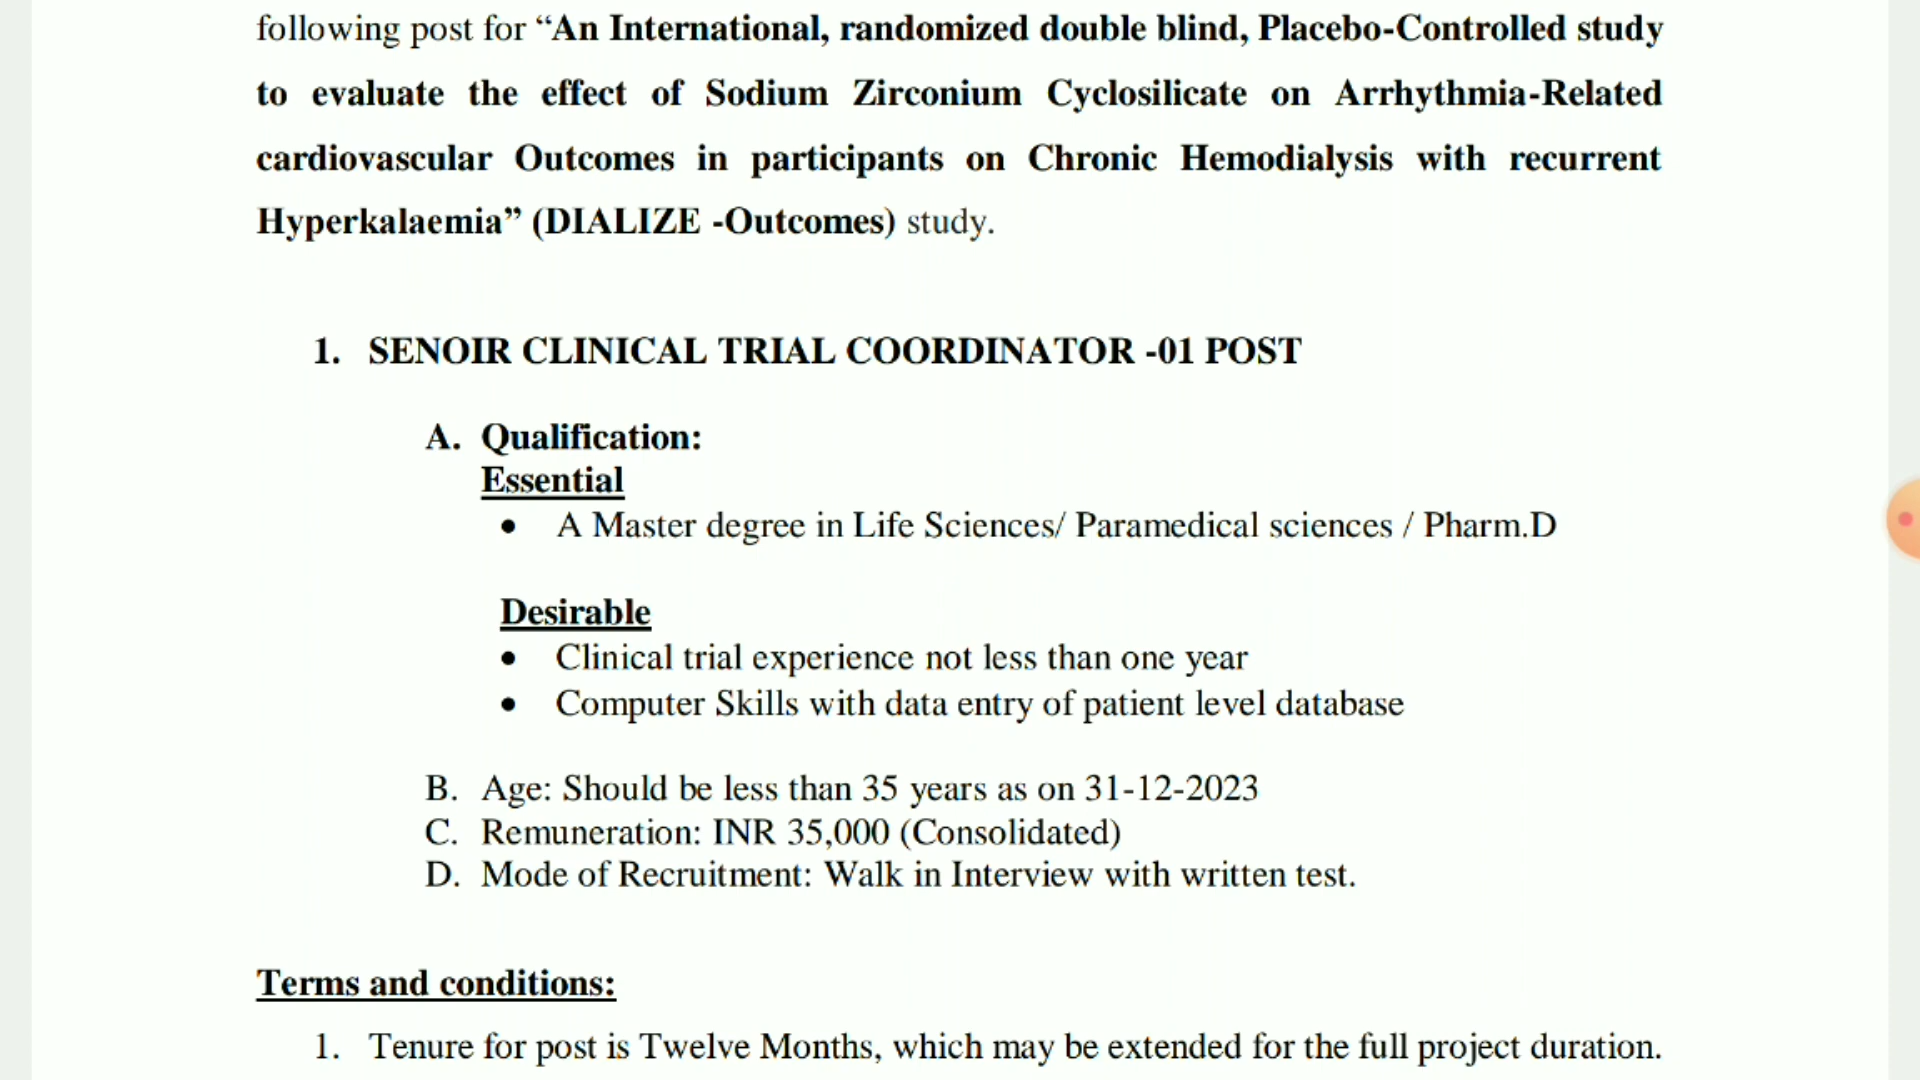 following post for “An International, randomized double blind, Placebo-Controlled study
to evaluate the effect of Sodium Zirconium Cyclosilicate on Arrhythmia-Related
cardiovascular Outcomes in participants on Chronic Hemodialysis with recurrent
Hyperkalaemia” (DIALIZE -Outcomes) study.
1. SENOIR CLINICAL TRIAL COORDINATOR -01 POST
A. Qualification:
Essential
• A Master degree in Life Sciences/ Paramedical sciences / Pharm.D
Desirable
• Clinical trial experience not less than one year
• Computer Skills with data entry of patient level database
B. Age: Should be less than 35 years as on 31-12-2023
C. Remuneration: INR 35,000 (Consolidated)
D. Mode of Recruitment: Walk in Interview with written test.
Terms and conditions:
1. Tenure for post is Twelve Months, which may be extended for the full project duration.